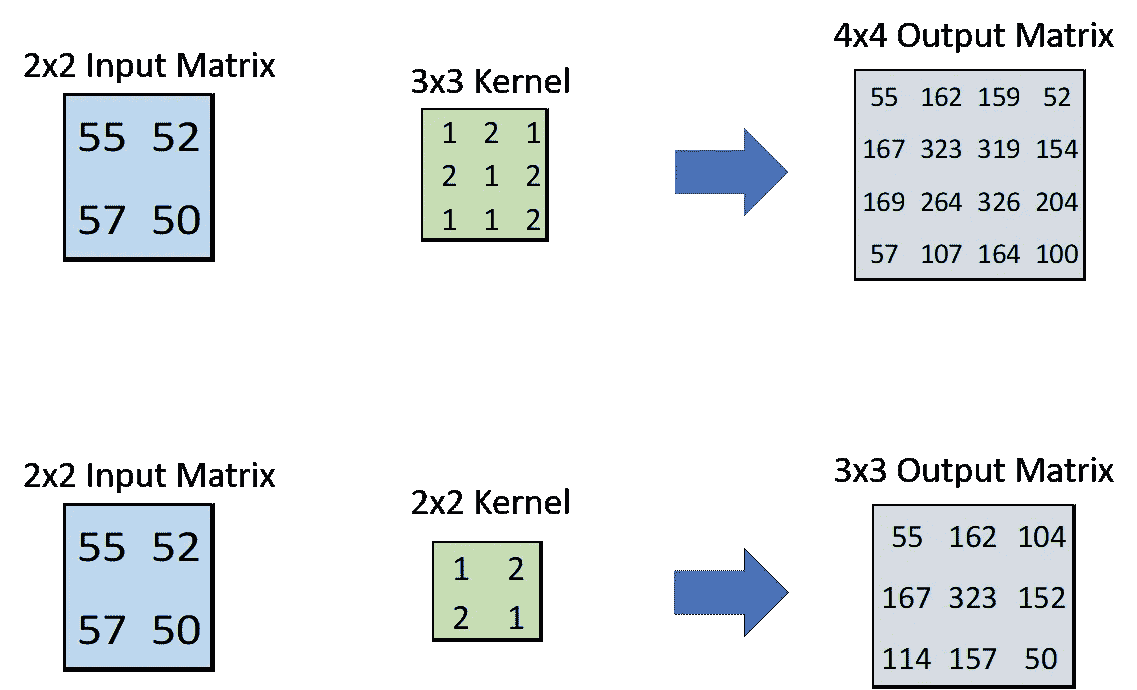 2x2 Input Matrix
55 52
57 50
3x3 Kernel
1 2 1
2 1 2
1 1 2
4x4 Output Matrix
55 162 159 52
167 323 319 154
169 264 326 204
57 107 164 100
2x2 Input Matrix
55 52
57 50
2x2 Kernel
1 2
2 1
3x3 Output Matrix
55 162 104
167 323 152
114 157 50